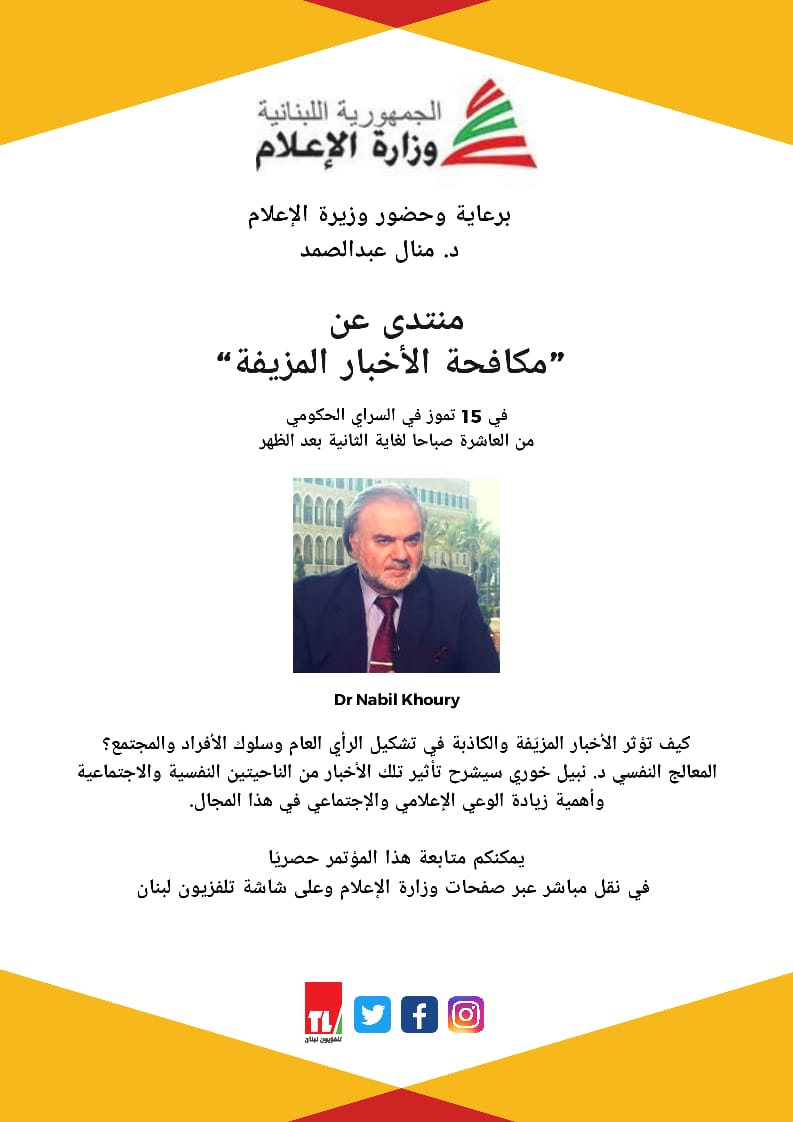 الجمهورية اللبنانية
وزارة الإعلام
برعاية وحضور وزيرة الإعلام
د. منال عبدالصمد
منتدى عن
”مكافحة الأخبار المزيفة“
في 15 تموز في السراي الحكومي
من العاشرة صباحا لغاية الثانية بعد الظهر
Dr Nabil Khoury
كيف تؤثر الأخبار المزيّفة والكاذبة في تشكيل الرأي العام وسلوك الأفراد والمجتمع؟
المعالج النفسي د. نبيل خوري سيشرح تأثير تلك الأخبار من الناحيتين النفسية والاجتماعية
وأهمية زيادة الوعي الإعلامي والإجتماعي في هذا المجال.
يمكنكم متابعة هذا المؤتمر حصريًا
في نقل مباشر عبر صفحات وزارة الإعلام وعلى شاشة تلفزيون لبنان
TL
تلفزيون لبنان